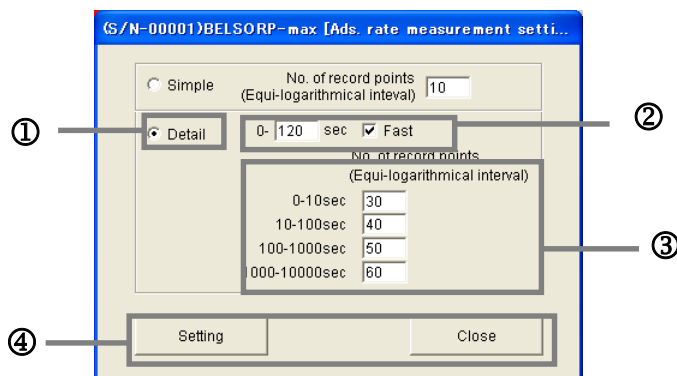 (S/N-00001)BELSORP-max [Ads. rate measurement setti...
Simple
No. of record points
(Equi-logarithmical inteval)
10
①
Detail
0- 120 sec Fast
②
No. of record points
(Equi-logarithmical interval)
0-10sec 30
10-100sec 40
100-1000sec 50
1000-10000sec 60
③
④
Setting
Close